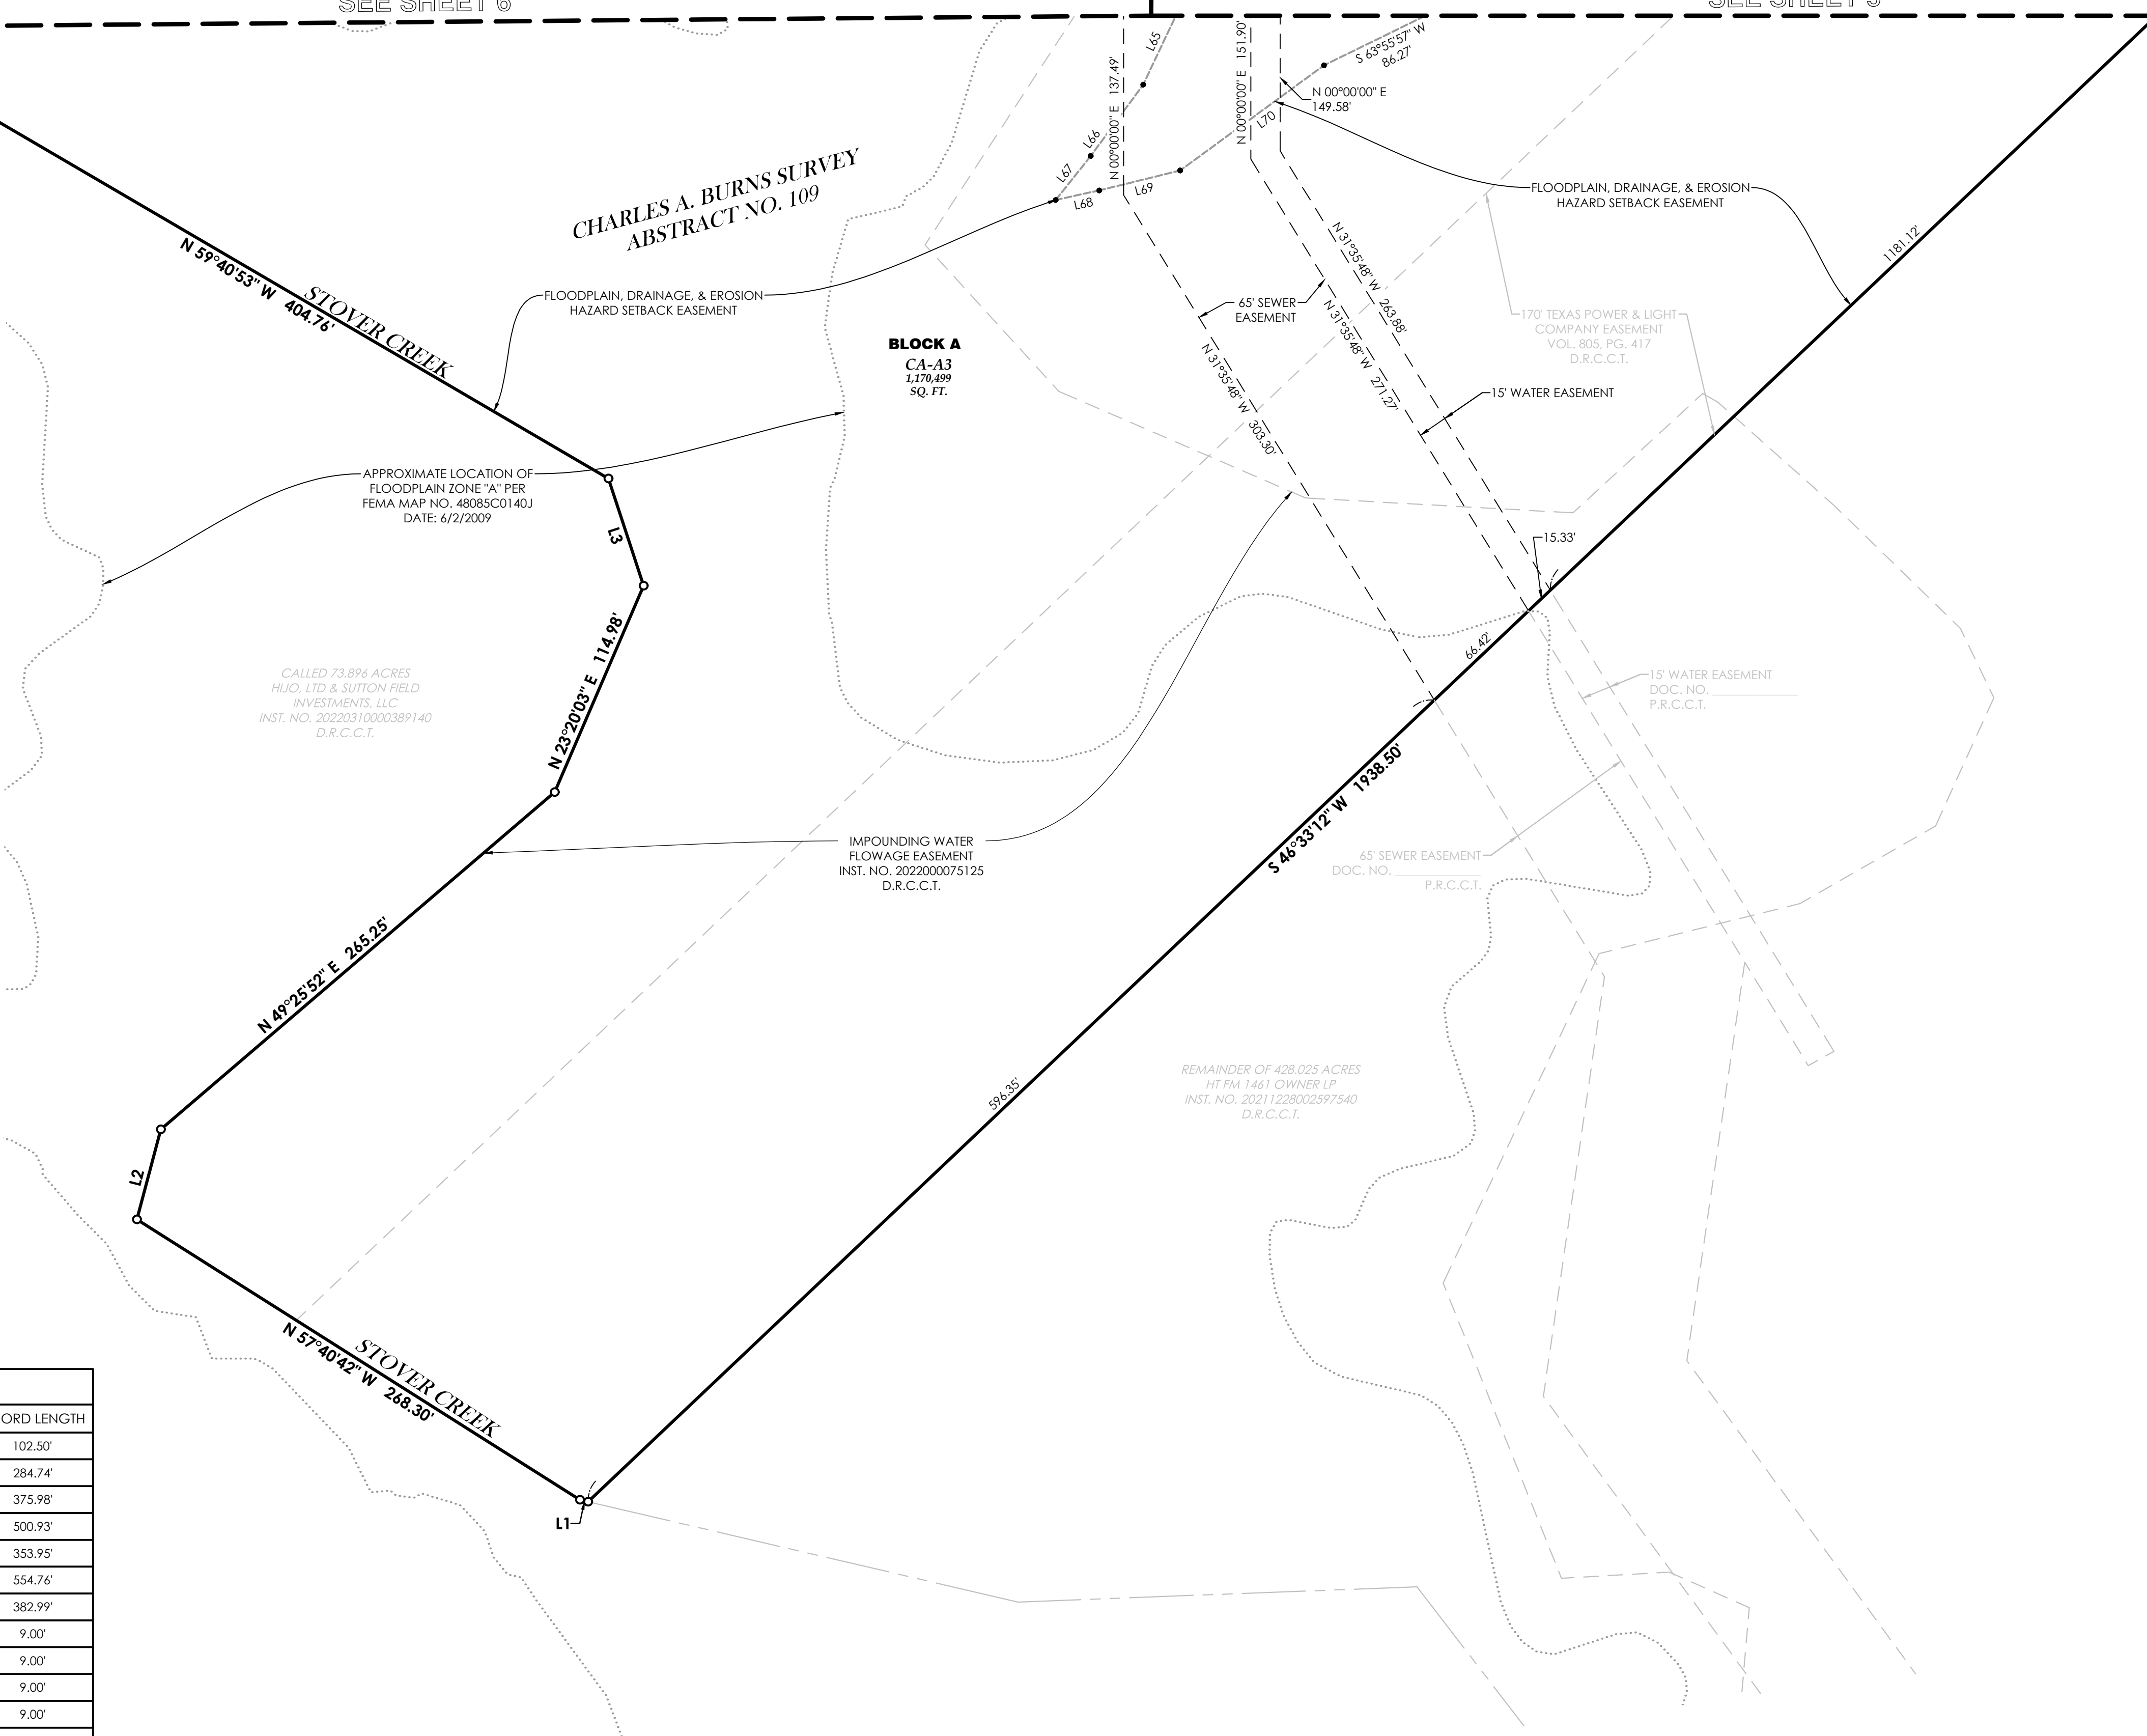 SEE SHEET 6
SEE SHEET 5
L65
N 00°00'00" E 137.49'
N 00°00'00" E 151.90'
S 63°55'57" W
86.27'
N 00°00'00" E
149.58'
L70
L66
L67
L68
L69
CHARLES A. BURNS SURVEY
ABSTRACT NO. 109
FLOODPLAIN, DRAINAGE, & EROSION
HAZARD SETBACK EASEMENT
1181.12'
N 59°40'53" W 404.76'
STOVER CREEK
FLOODPLAIN, DRAINAGE, & EROSION
HAZARD SETBACK EASEMENT
65' SEWER
EASEMENT
N 31°35'48" W 263.88'
N 31°35'48" W 271.27'
N 31°35'48" W 303.30'
170' TEXAS POWER & LIGHT
COMPANY EASEMENT
VOL. 805, PG. 417
D.R.C.C.T.
BLOCK A
CA-A3
1,170,499
SQ. FT.
15' WATER EASEMENT
APPROXIMATE LOCATION OF
FLOODPLAIN ZONE "A" PER
FEMA MAP NO. 48085C0140J
DATE: 6/2/2009
L3
15.33'
N 23°20'03" E 114.98'
66.42'
CALLED 73.896 ACRES
HIJO, LTD & SUTTON FIELD
INVESTMENTS, LLC
INST. NO. 20220310000389140
D.R.C.C.T.
15' WATER EASEMENT
DOC. NO. ______________
P.R.C.C.T.
S 46°33'12" W 1938.50'
IMPOUNDING WATER
FLOWAGE EASEMENT
INST. NO. 2022000075125
D.R.C.C.T.
65' SEWER EASEMENT
DOC. NO. ______________
P.R.C.C.T.
N 49°25'52" E 265.25'
596.35'
REMAINDER OF 428.025 ACRES
HT FM 1461 OWNER LP
INST. NO. 20211228002597540
D.R.C.C.T.
L2
N 57°40'42" W 268.30'
STOVER CREEK
L1
ORD LENGTH
102.50'
284.74'
375.98'
500.93'
353.95'
554.76'
382.99'
9.00'
9.00'
9.00'
9.00'